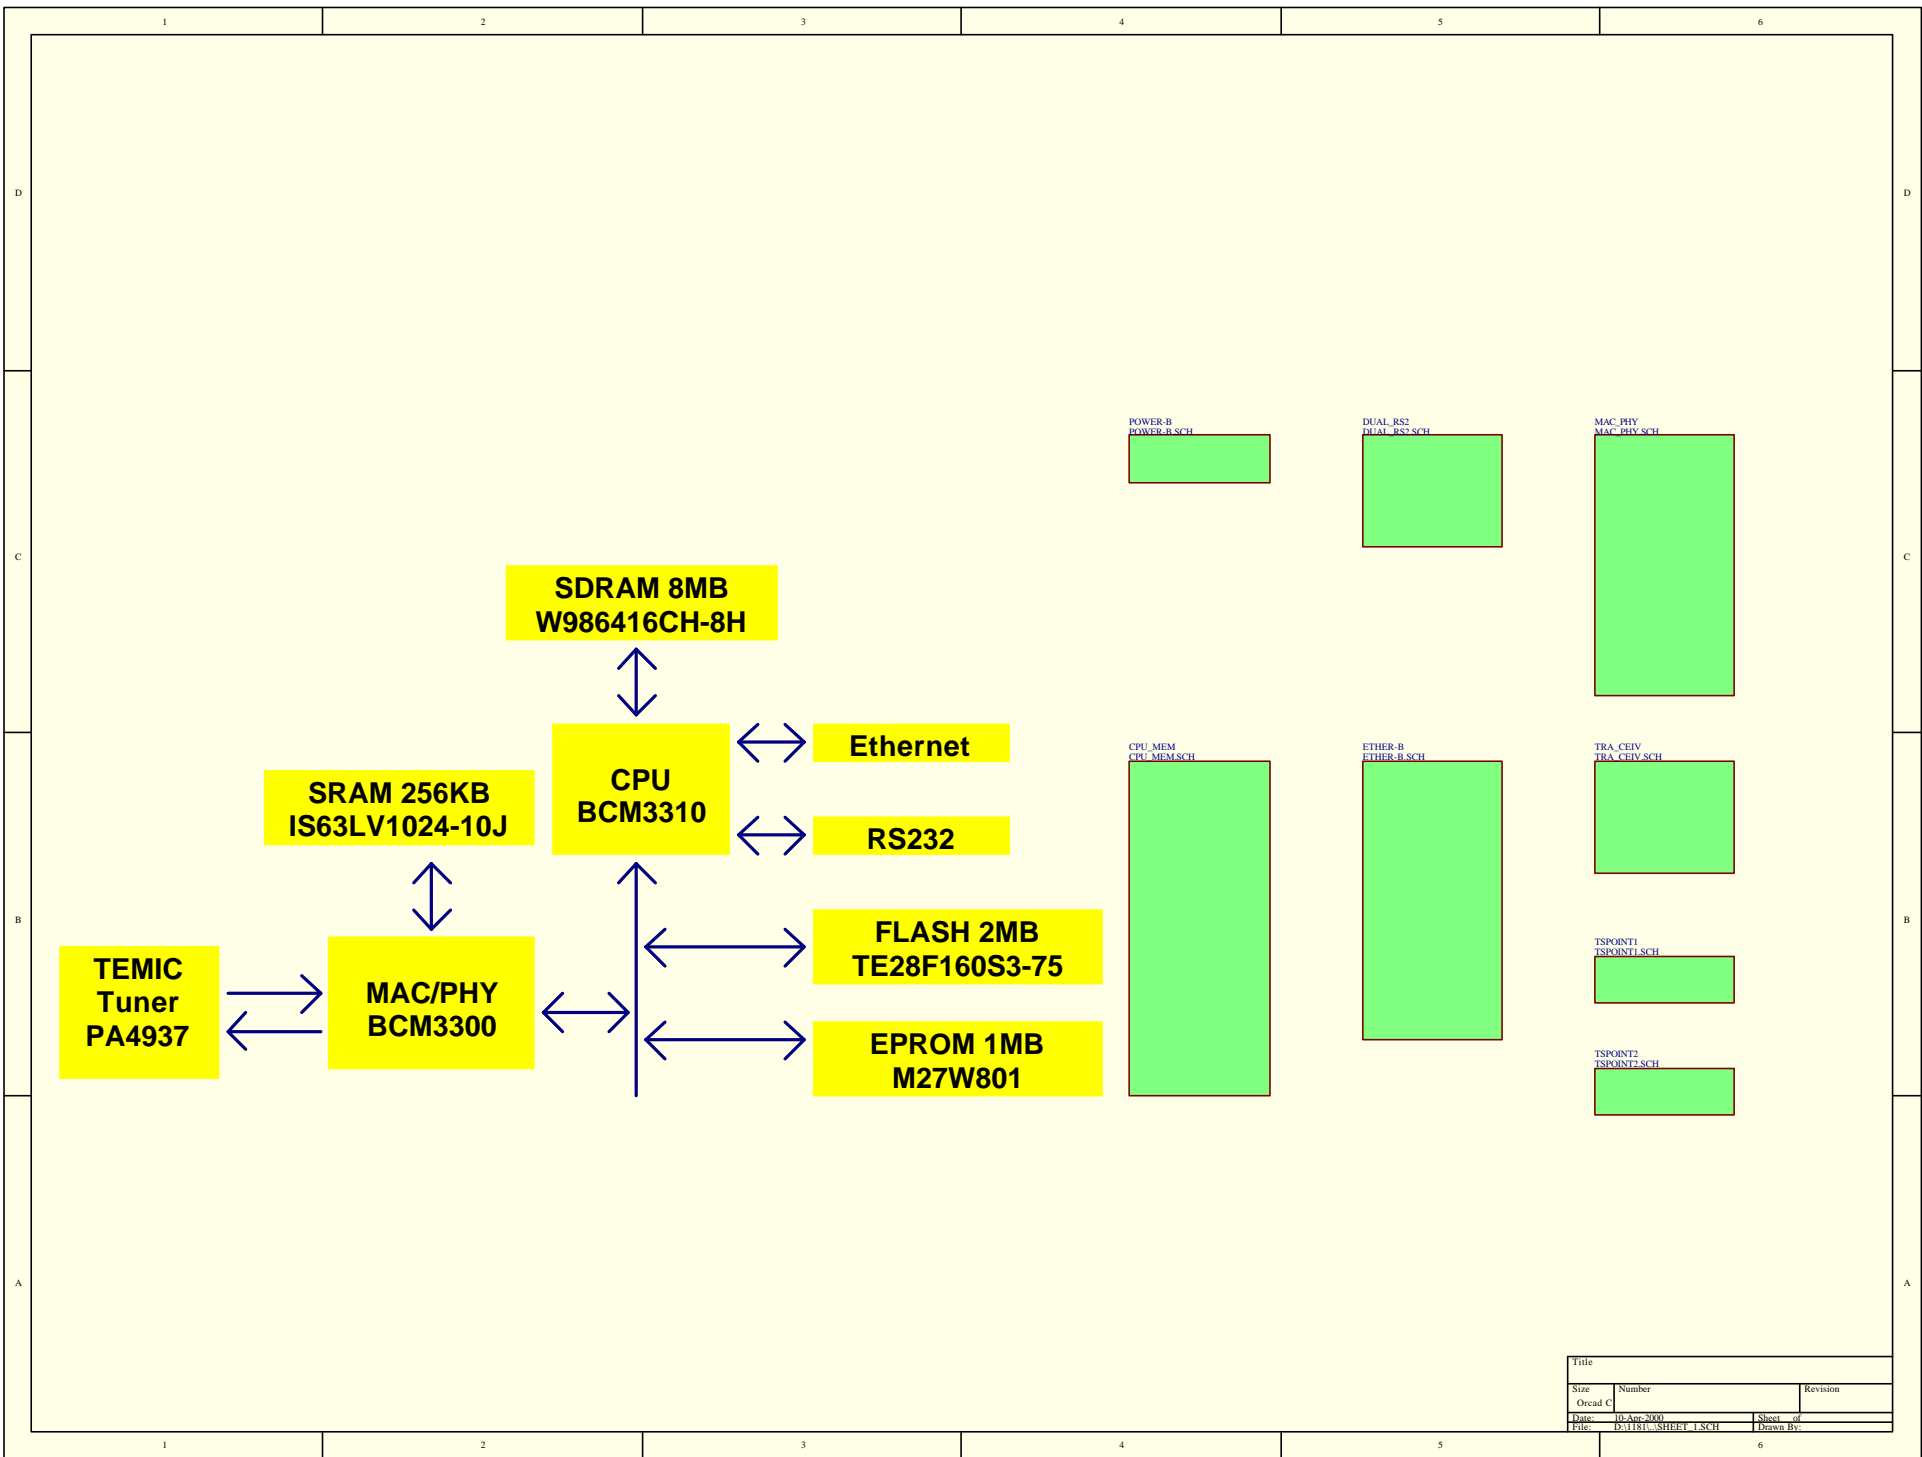 1 2 3 4 5 6
D D
POWER-B
POWER-B.SCH
DUAL_RS2
DUAL_RS2.SCH
MAC_PHY
MAC_PHY.SCH
C C
SDRAM 8MB
W986416CH-8H
Ethernet
CPU
BCM3310
RS232
SRAM 256KB
IS63LV1024-10J
CPU_MEM
CPU_MEM.SCH
ETHER-B
ETHER-B.SCH
TRA_CEIV
TRA_CEIV.SCH
B B
FLASH 2MB
TE28F160S3-75
TEMIC
Tuner
PA4937
MAC/PHY
BCM3300
EPROM 1MB
M27W801
TSPOINT1
TSPOINT1.SCH
TSPOINT2
TSPOINT2.SCH
A A
Title
Size Number Revision
Orcad C
Date: 10-Apr-2000 Sheet of
File: D:\1181\..\SHEET_1.SCH Drawn By:
1 2 3 4 5 6